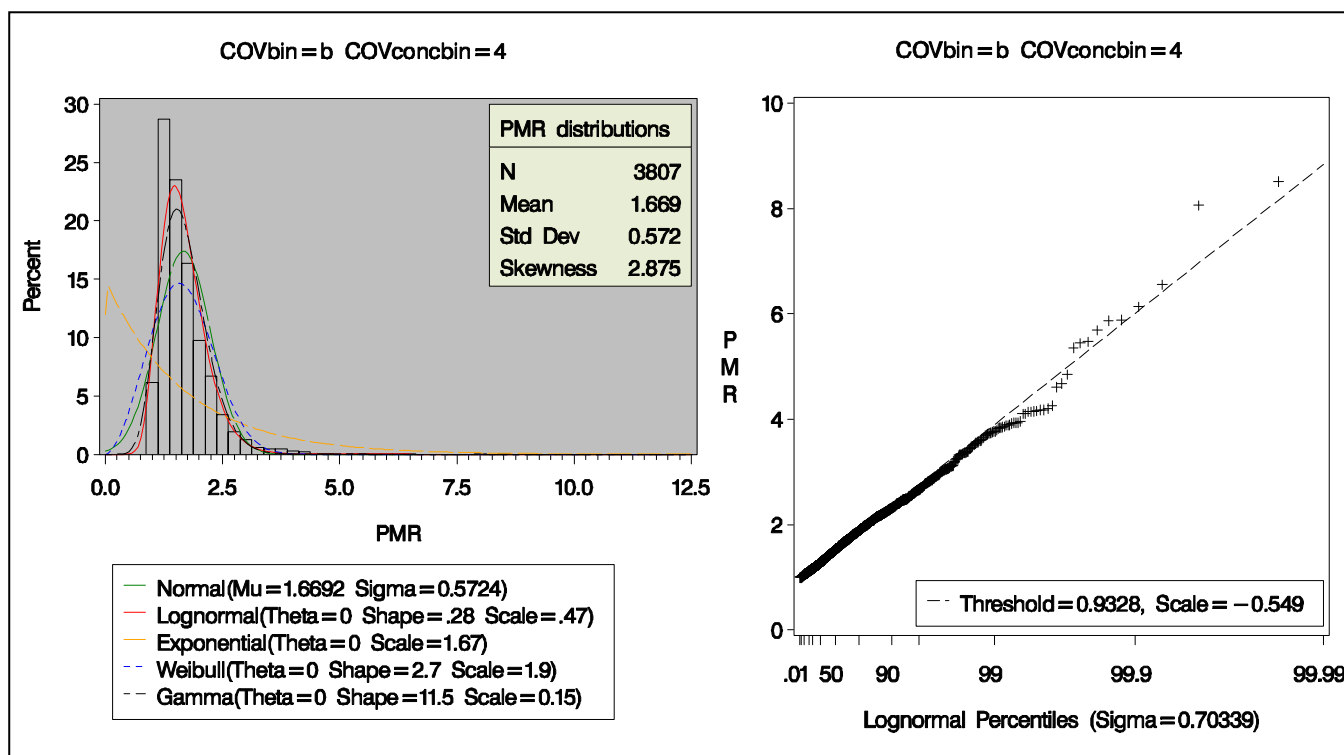 COVbin=b COVconcbin=4
30
25
20
15
10
5
0
Percent
PMR distributions
N 3807
Mean 1.669
Std Dev 0.572
Skewness 2.875
0.0 2.5 5.0 7.5 10.0 12.5
PMR
Normal(Mu=1.6692 Sigma=0.5724)
Lognormal(Theta=0 Shape=.28 Scale=.47)
Exponential(Theta=0 Scale=1.67)
Weibull(Theta=0 Shape=2.7 Scale=1.9)
Gamma(Theta=0 Shape=11.5 Scale=0.15)
COVbin=b COVconcbin=4
10
8
6
4
2
0
P
M
R
Threshold=0.9328, Scale=−0.549
.01 50 90 99 99.9 99.99
Lognormal Percentiles (Sigma=0.70339)